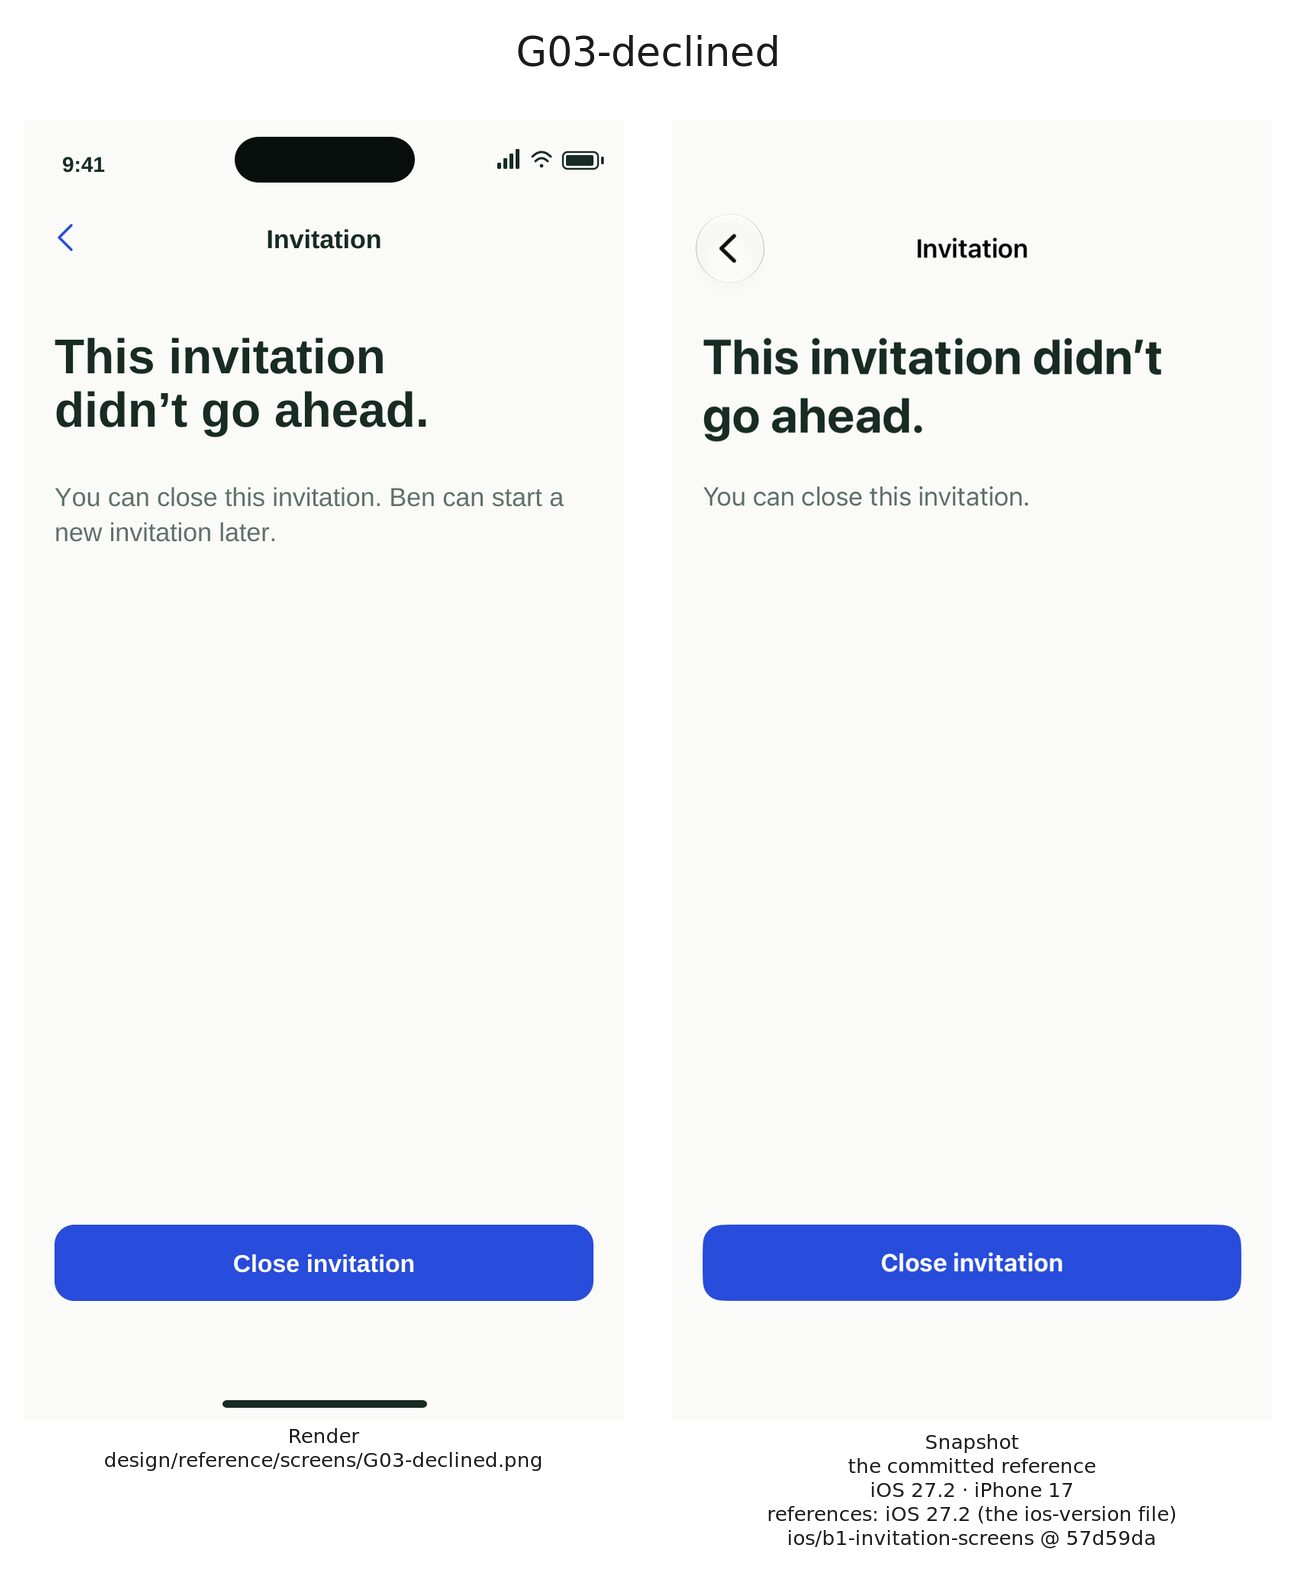 G03-declined
9:41
Invitation
This invitation
didn’t go ahead.
You can close this invitation. Ben can start a
new invitation later.
Close invitation
Render
design/reference/screens/G03-declined.png
Invitation
This invitation didn’t
go ahead.
You can close this invitation.
Close invitation
Snapshot
the committed reference
iOS 27.2 · iPhone 17
references: iOS 27.2 (the ios-version file)
ios/b1-invitation-screens @ 57d59da